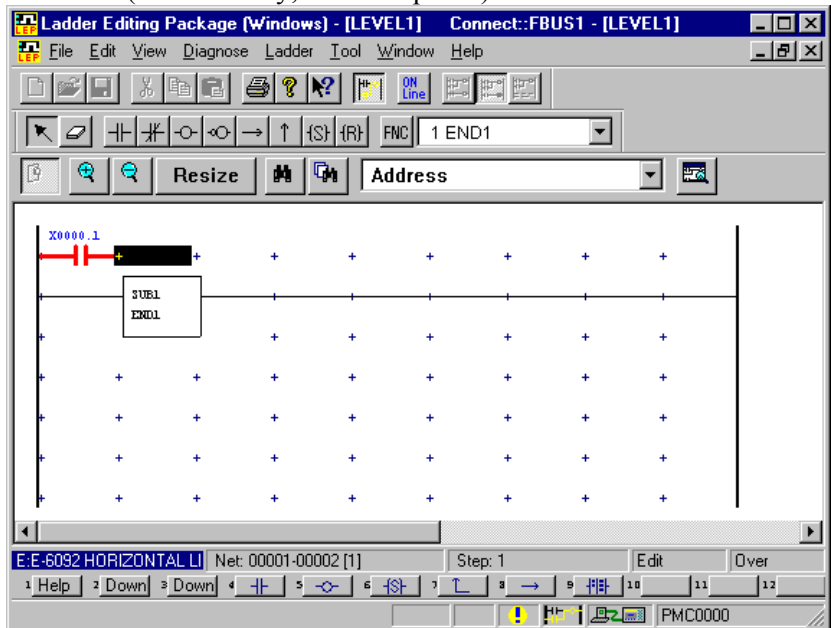 Ladder Editing Package (Windows) - [LEVEL1] Connect::FBUS1 - [LEVEL1]
File Edit View Diagnose Ladder Tool Window Help
ON Line
{S} {R} FNC 1 END1
Resize Address
X0000.1
SUB1
END1
E:E-6092 HORIZONTAL LI Net: 00001-00002 [1] Step: 1 Edit Over
1 Help 2 Down 3 Down 4 5 6 {S} 7 8 9 10 11 12
PMC0000